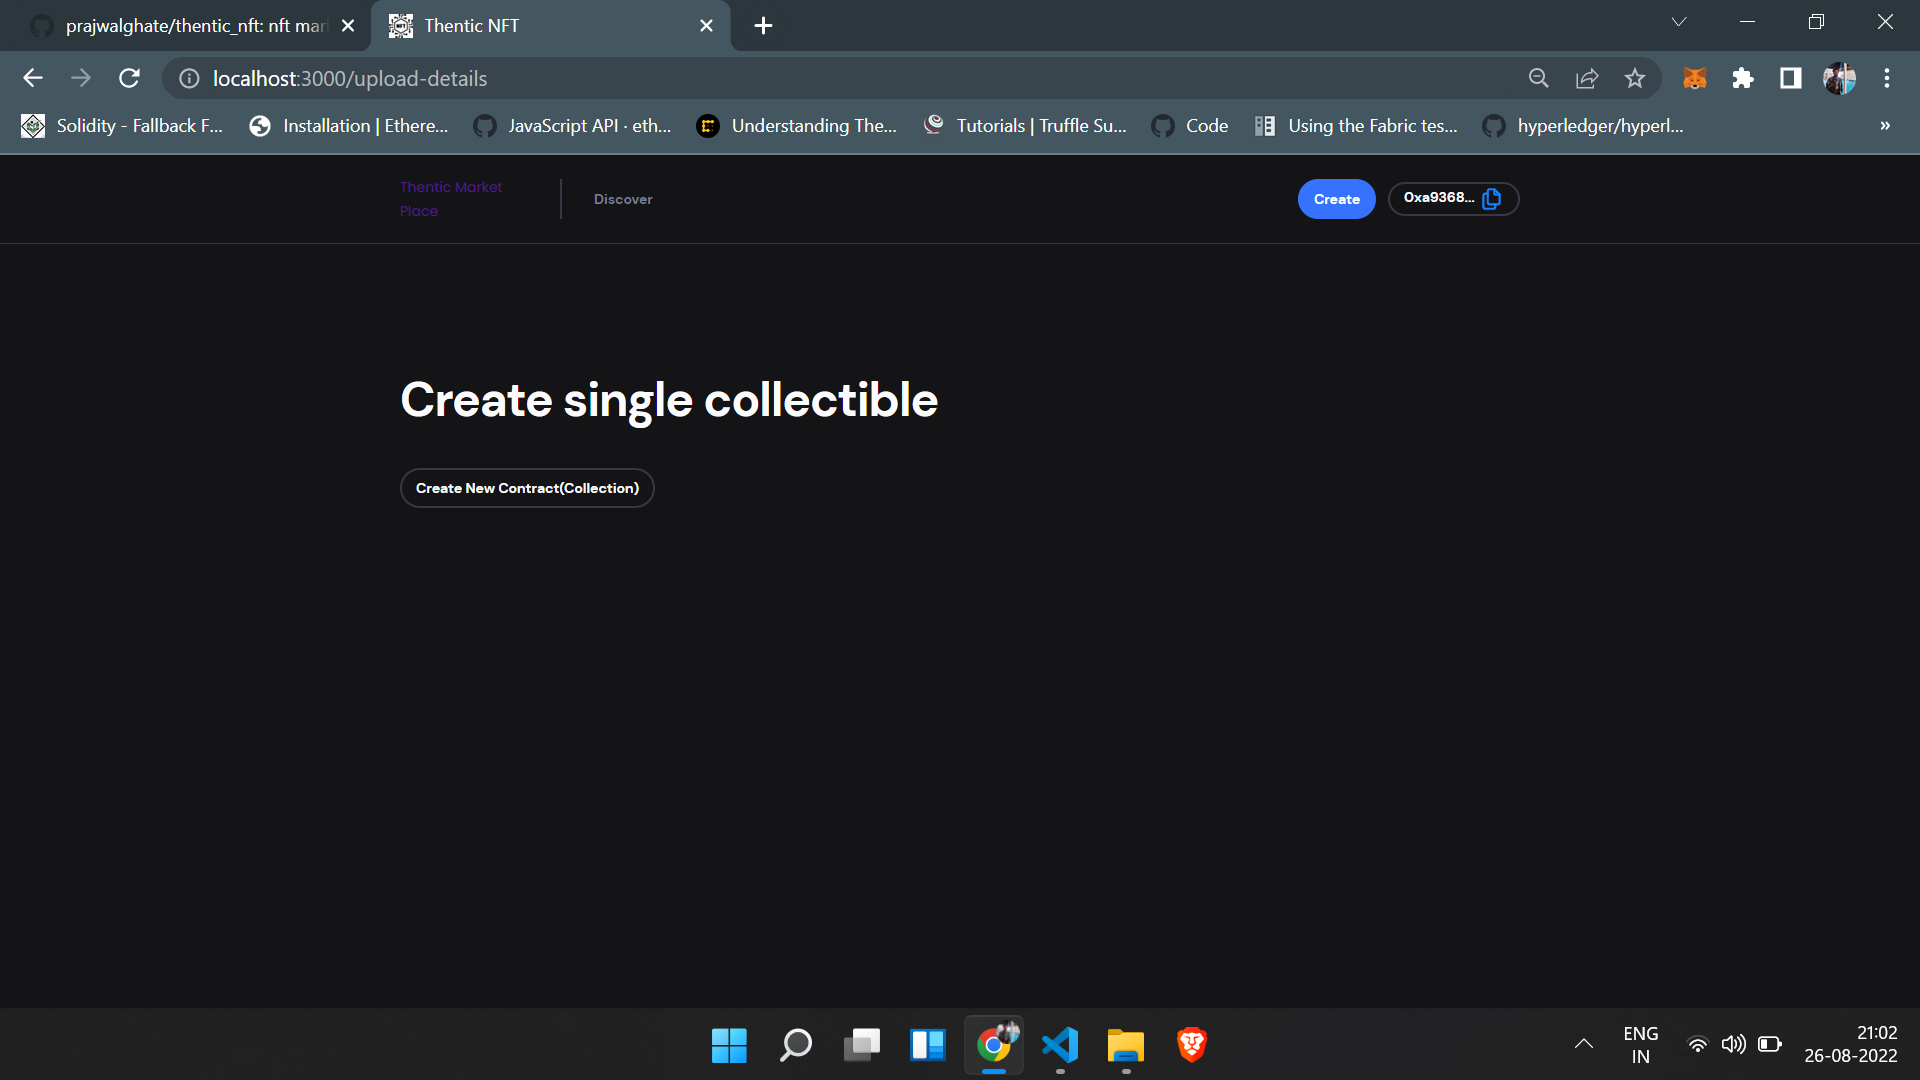 prajwalghate/thentic_nft: nft mar
Thentic NFT
localhost:3000/upload-details
Solidity - Fallback F...
Installation | Ethere...
JavaScript API · eth...
Understanding The...
Tutorials | Truffle Su...
Code
Using the Fabric tes...
hyperledger/hyperl...
»
Thentic Market
Place
Discover
Create
0xa9368...
Create single collectible
Create New Contract(Collection)
ENG
IN
21:02
26-08-2022